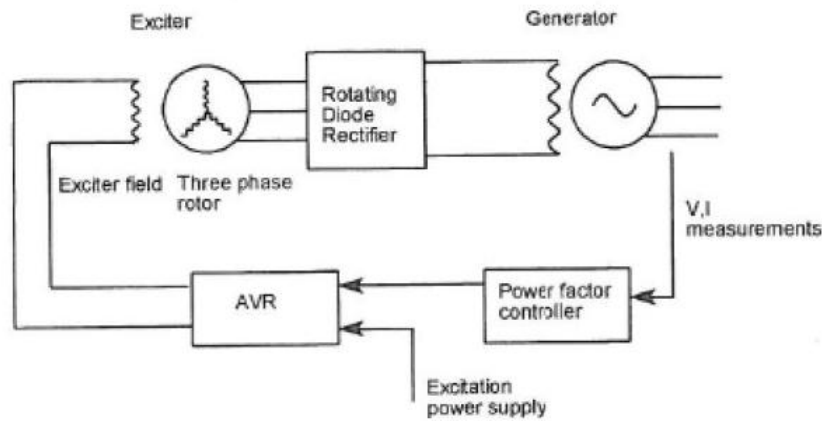 Exciter
Generator
Rotating
Diode
Rectifier
Exciter field
Three phase
rotor
V,I
measurements
AVR
Power factor
controller
Excitation
power supply